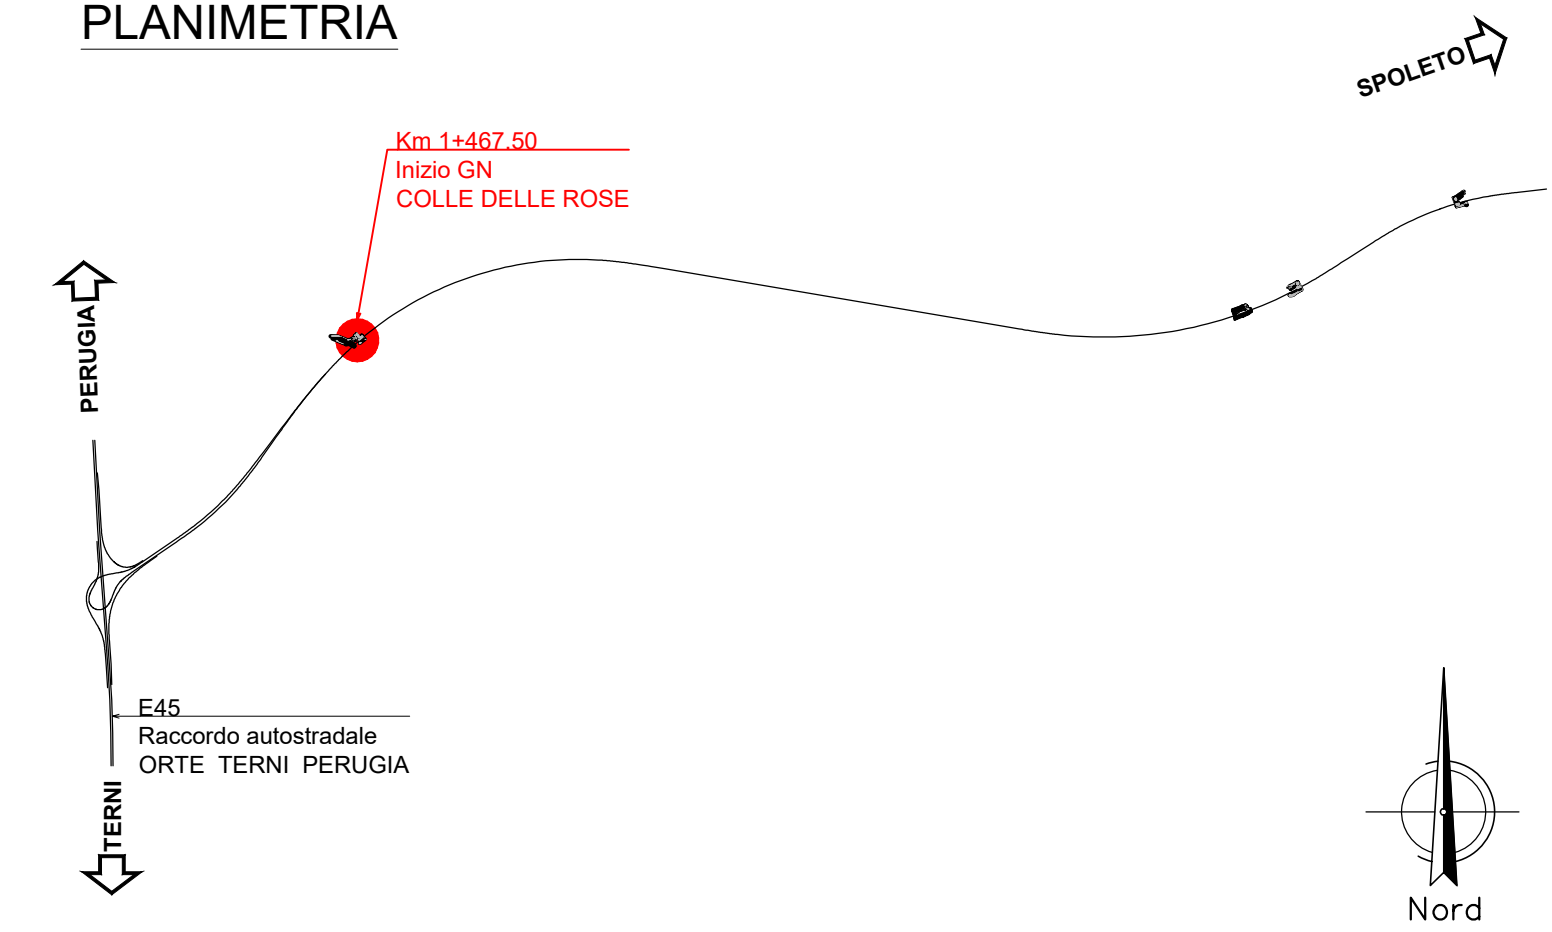 PLANIMETRIA
SPOLETO
Km 1+467.50
Inizio GN
COLLE DELLE ROSE
PERUGIA
E45
Raccordo autostradale
ORTE TERNI PERUGIA
TERNI
Nord